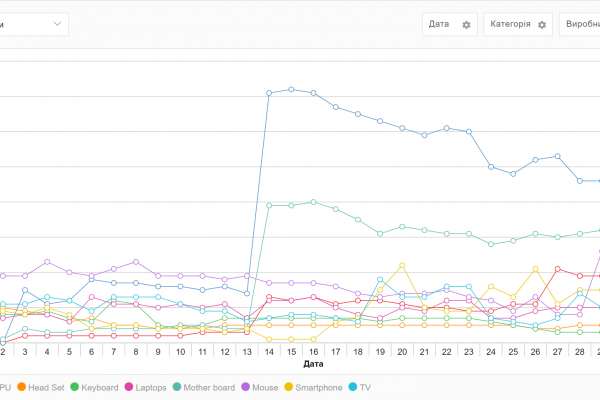 и Дата Категорія Виробни
2 3 4 5 6 7 8 9 10 11 12 13 14 15 16 17 18 19 20 21 22 23 24 25 26 27 28 2
Дата
PU Head Set Keyboard Laptops Mother board Mouse Smartphone TV